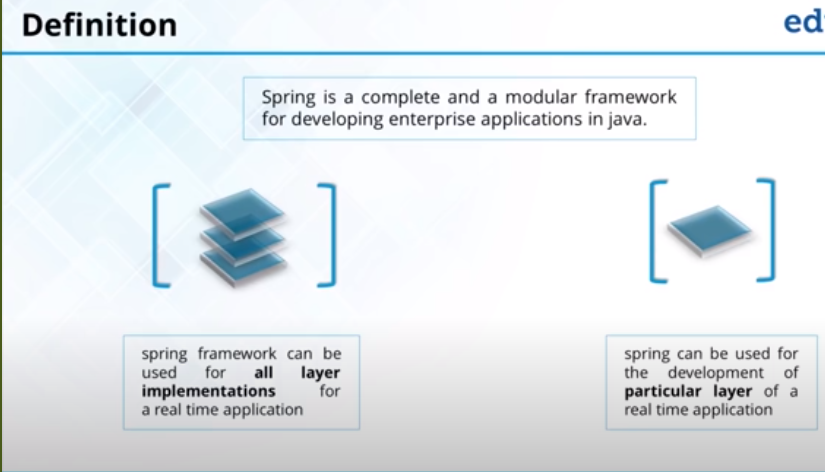 Definition
ed
Spring is a complete and a modular framework
for developing enterprise applications in java.
spring framework can be
used for all layer
implementations for
a real time application
spring can be used for
the development of
particular layer of a
real time application